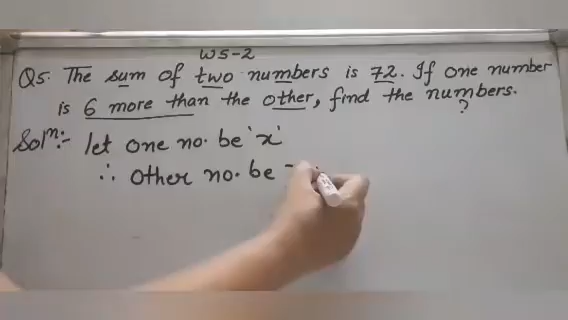 WS-2
Q5. The sum of two numbers is 72. If one number
is 6 more than the other, find the numbers.
?
Solⁿ:- let one no. be 'x'
∴ Other no. be